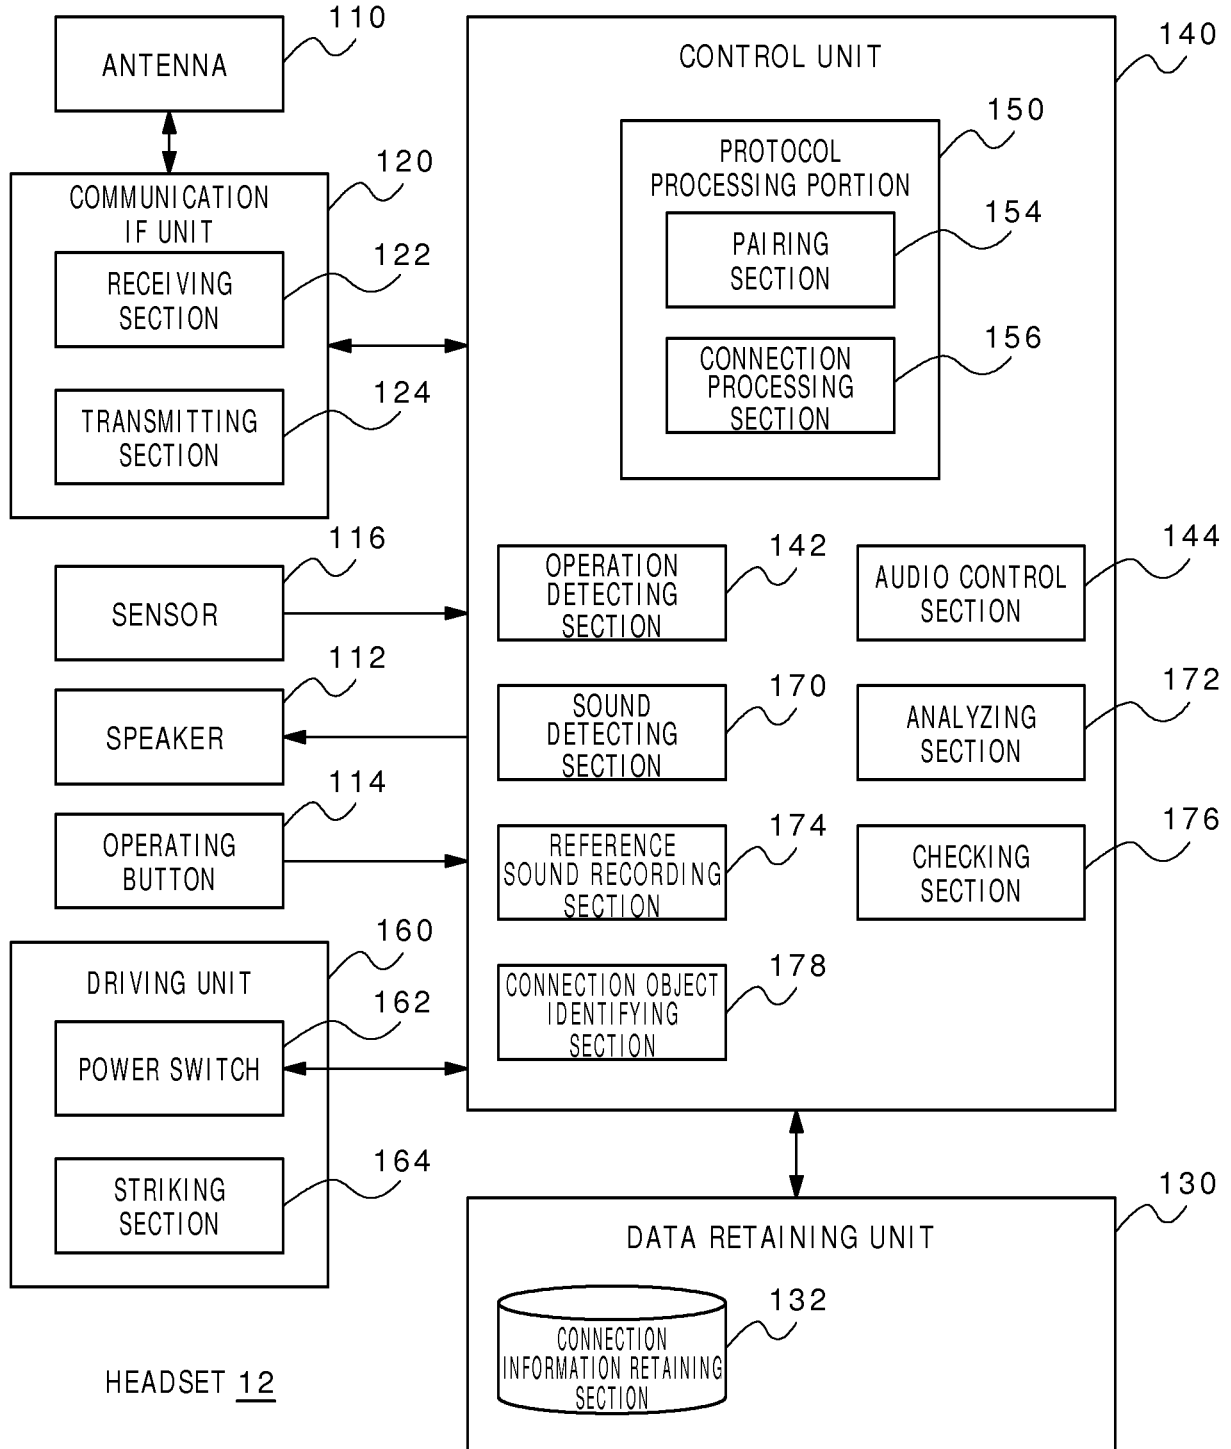 ANTENNA
110
COMMUNICATION
IF UNIT
120
RECEIVING
SECTION
122
TRANSMITTING
SECTION
124
SENSOR
116
SPEAKER
112
OPERATING
BUTTON
114
DRIVING UNIT
160
POWER SWITCH
162
STRIKING
SECTION
164
HEADSET 12
CONTROL UNIT
140
PROTOCOL
PROCESSING PORTION
150
PAIRING
SECTION
154
CONNECTION
PROCESSING
SECTION
156
OPERATION
DETECTING
SECTION
142
AUDIO CONTROL
SECTION
144
SOUND
DETECTING
SECTION
170
ANALYZING
SECTION
172
REFERENCE
SOUND RECORDING
SECTION
174
CHECKING
SECTION
176
CONNECTION OBJECT
IDENTIFYING
SECTION
178
DATA RETAINING UNIT
130
CONNECTION
INFORMATION RETAINING
SECTION
132